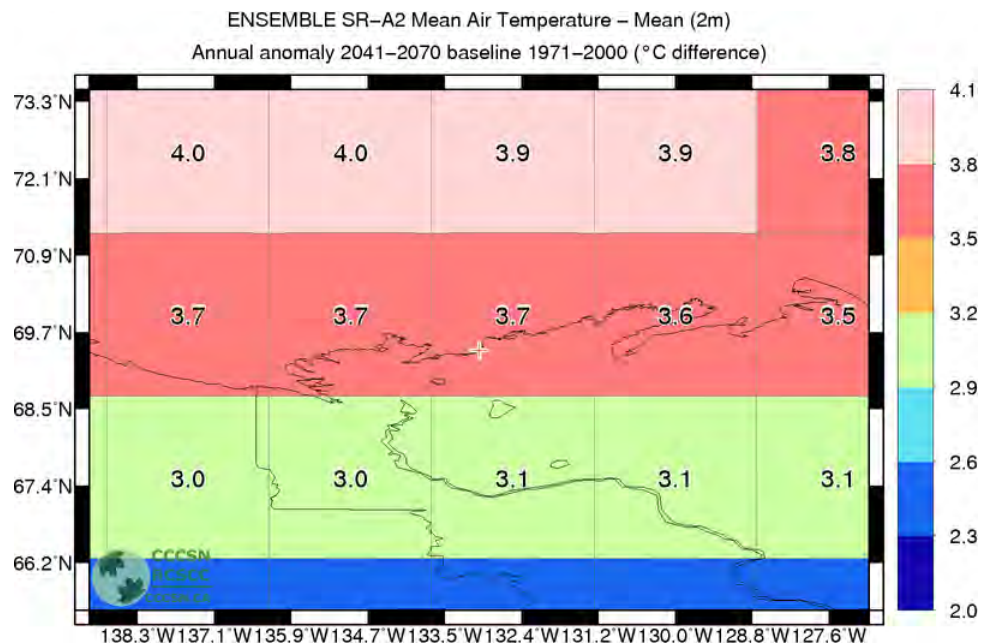 ENSEMBLE SR–A2 Mean Air Temperature – Mean (2m)
Annual anomaly 2041–2070 baseline 1971–2000 (°C difference)
73.3°N
4.1
4.0 4.0 3.9 3.9 3.8
72.1°N
3.8
70.9°N
3.5
3.7 3.7 3.7 3.6 3.5
69.7°N
3.2
68.5°N
2.9
67.4°N
3.0 3.0 3.1 3.1 3.1
2.6
CCCSN
66.2°N
2.3
2.0
138.3°W 137.1°W 135.9°W 134.7°W 133.5°W 132.4°W 131.2°W 130.0°W 128.8°W 127.6°W